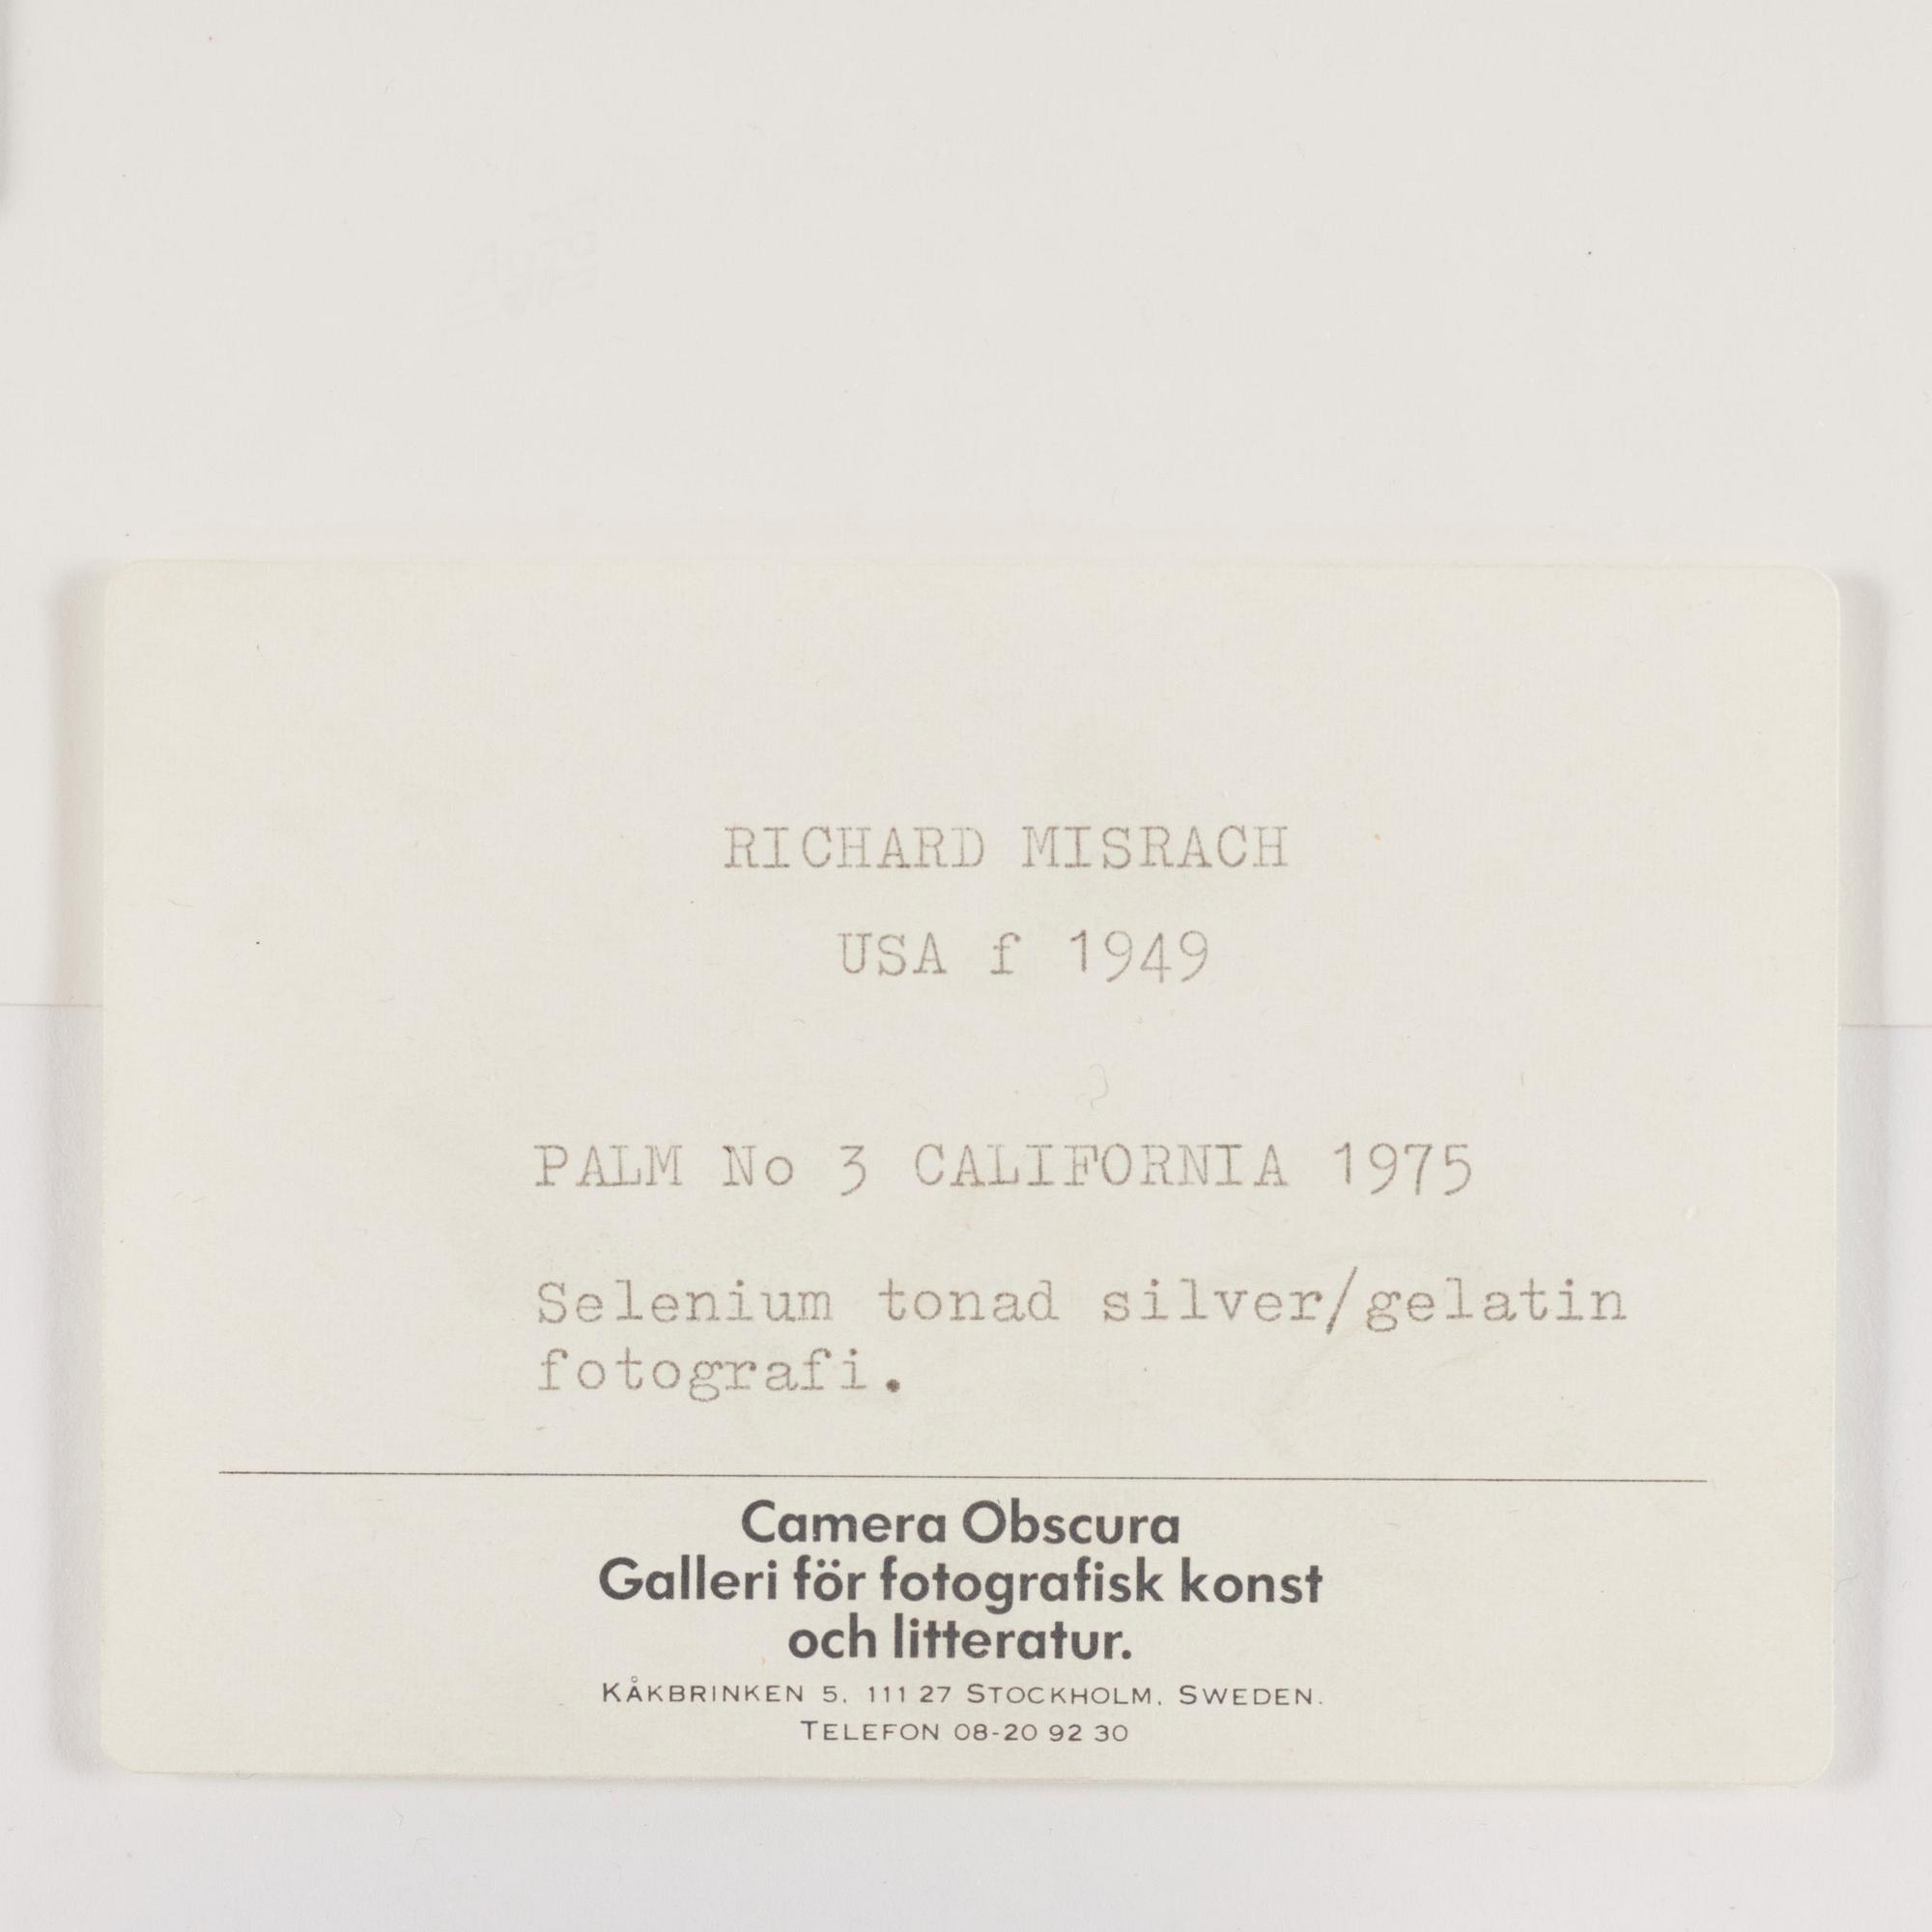 RICHARD MISRACH
USA f 1949
PALM No 3 CALIFORNIA 1975
Selenium tonad silver/gelatin
fotografi.
Camera Obscura
Galleri för fotografisk konst
och litteratur.
KÅKBRINKEN 5, 111 27 STOCKHOLM, SWEDEN.
TELEFON 08-20 92 30